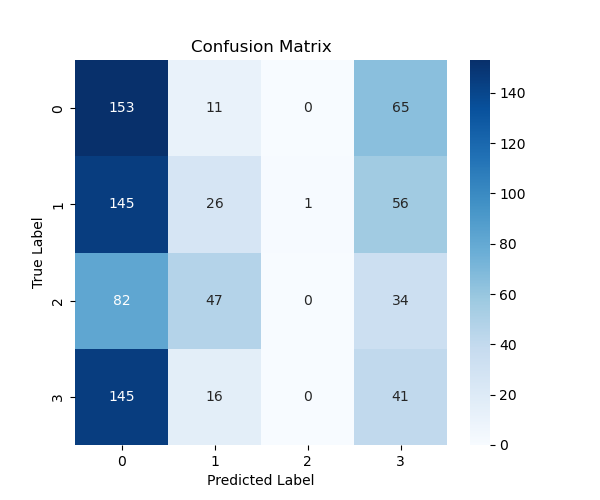 Confusion Matrix
0 153 11 0 65
1 145 26 1 56
2 82 47 0 34
3 145 16 0 41
0 1 2 3
True Label
Predicted Label
140
120
100
80
60
40
20
0